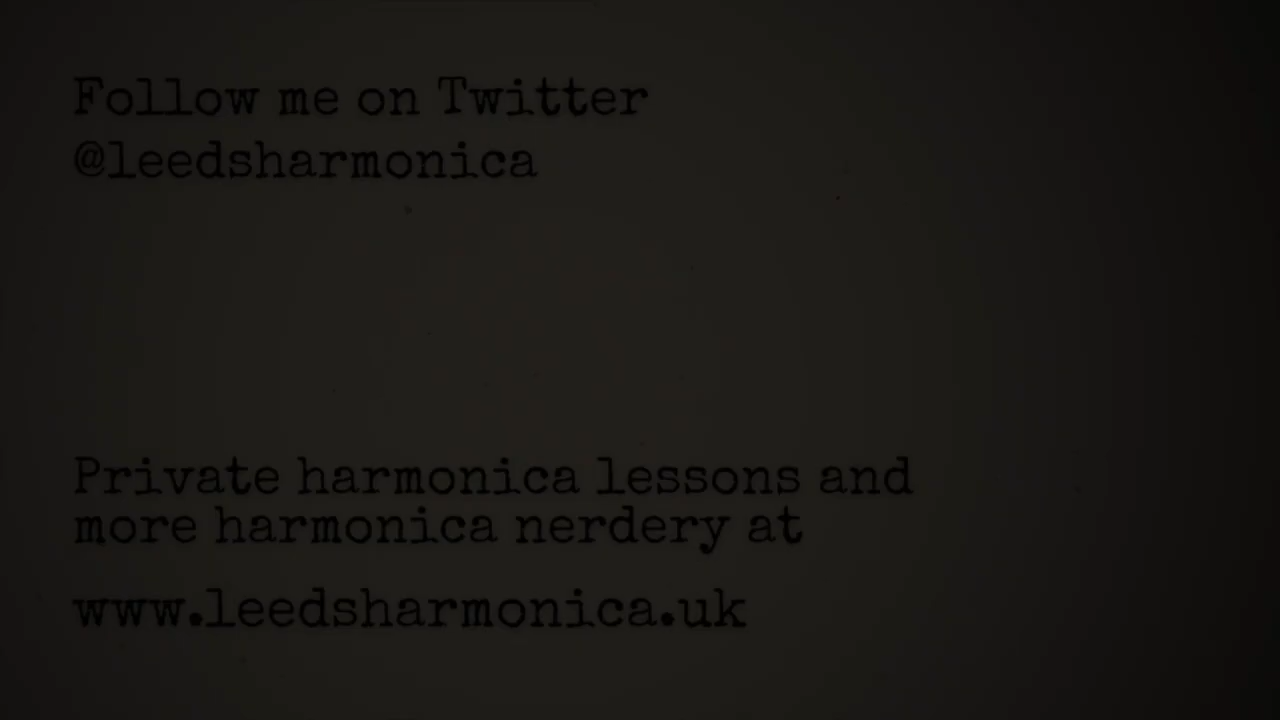 Follow me on Twitter
@leedsharmonica
Private harmonica lessons and
more harmonica nerdery at
www.leedsharmonica.uk